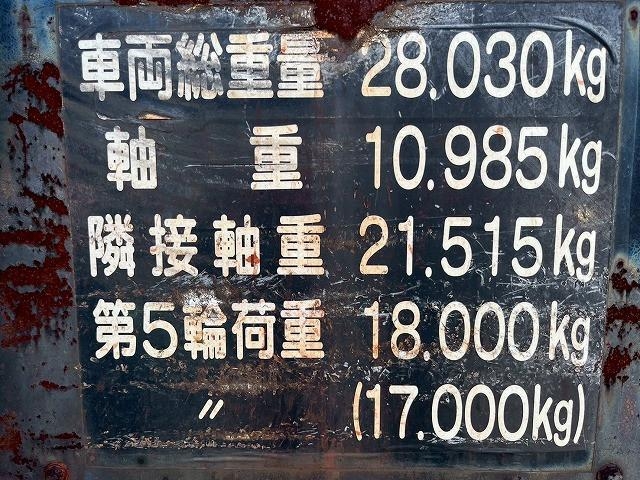 車両総重量 28.030kg
軸重 10.985kg
隣接軸重 21.515kg
第5輪荷重 18.000kg
〃 (17.000kg)